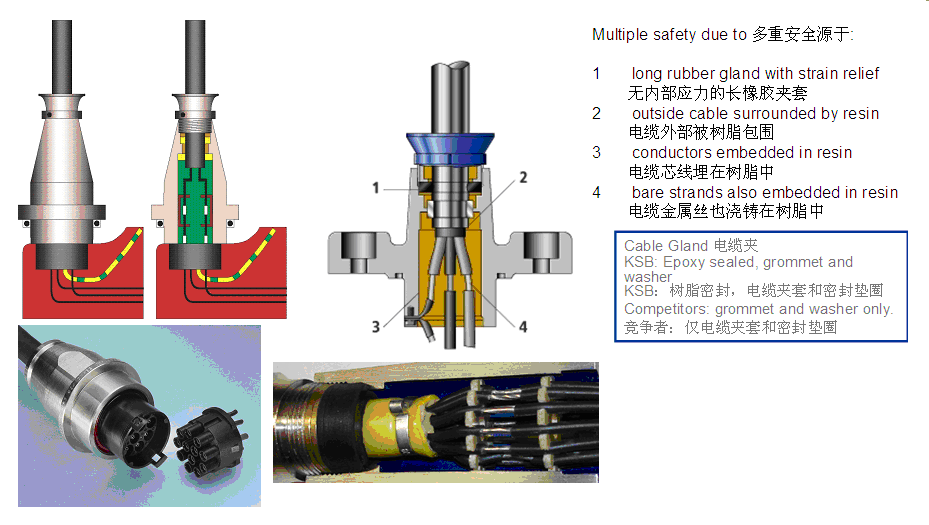 Multiple safety due to 多重安全源于:
1 long rubber gland with strain relief
无内部应力的长橡胶夹套
2 outside cable surrounded by resin
电缆外部被树脂包围
3 conductors embedded in resin
电缆芯线埋在树脂中
4 bare strands also embedded in resin
电缆金属丝也浇铸在树脂中
1
2
3
4
Cable Gland 电缆夹
KSB: Epoxy sealed, grommet and
washer
KSB：树脂密封，电缆夹套和密封垫圈
Competitors: grommet and washer only.
竞争者：仅电缆夹套和密封垫圈